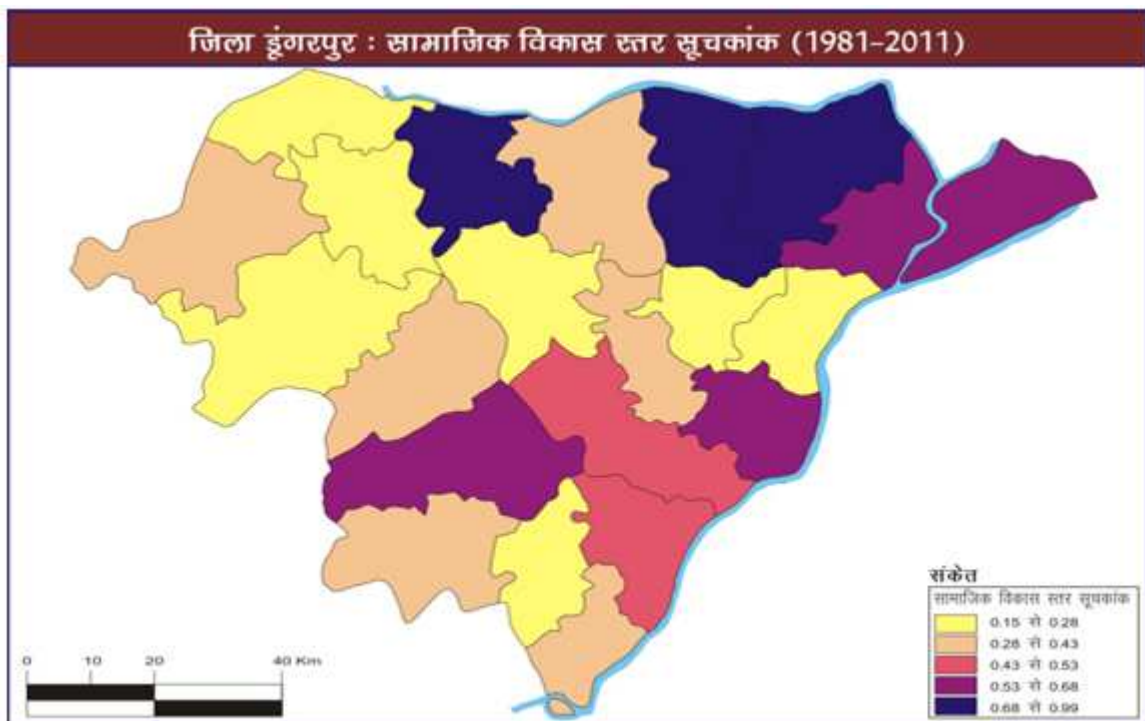 जिला डूंगरपुर : सामाजिक विकास स्तर सूचकांक (1981-2011)
संकेत
सामाजिक विकास स्तर सूचकांक
0.15 से 0.28
0.28 से 0.43
0.43 से 0.53
0.53 से 0.68
0.68 से 0.99
0 10 20 40 Km